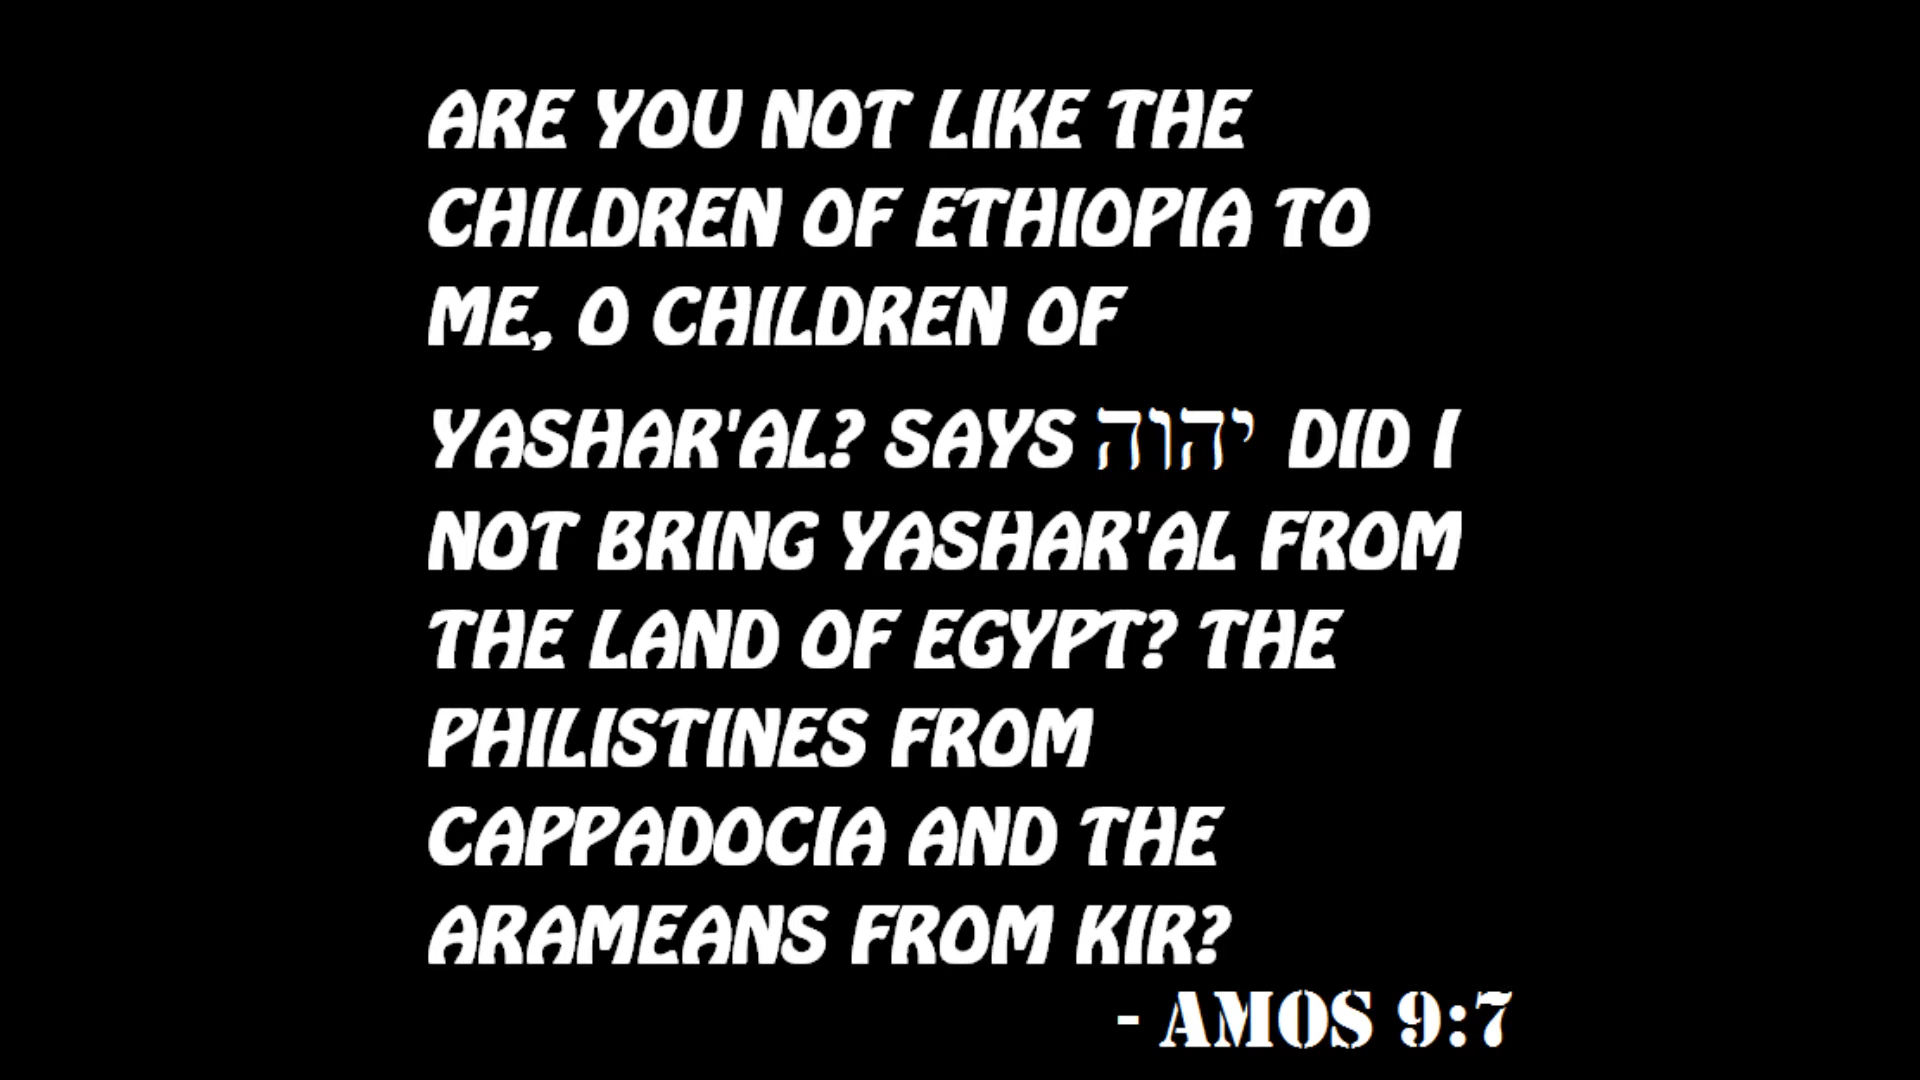 ARE YOU NOT LIKE THE
CHILDREN OF ETHIOPIA TO
ME, O CHILDREN OF
YASHAR'AL? SAYS יהוה DID I
NOT BRING YASHAR'AL FROM
THE LAND OF EGYPT? THE
PHILISTINES FROM
CAPPADOCIA AND THE
ARAMEANS FROM KIR?
- AMOS 9:7